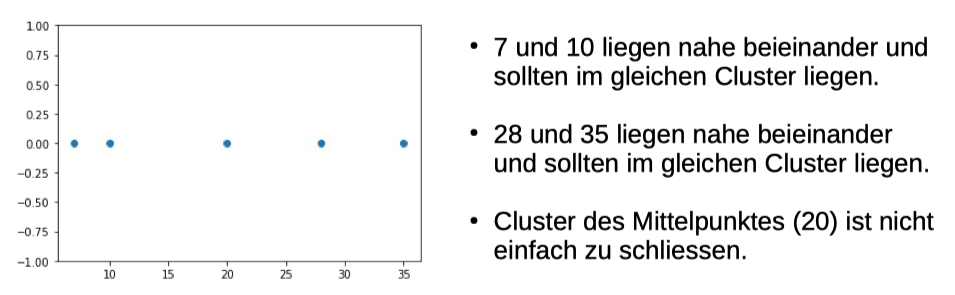 1.00
0.75
0.50
0.25
0.00
−0.25
−0.50
−0.75
−1.00
10 15 20 25 30 35
• 7 und 10 liegen nahe beieinander und
sollten im gleichen Cluster liegen.
• 28 und 35 liegen nahe beieinander
und sollten im gleichen Cluster liegen.
• Cluster des Mittelpunktes (20) ist nicht
einfach zu schliessen.